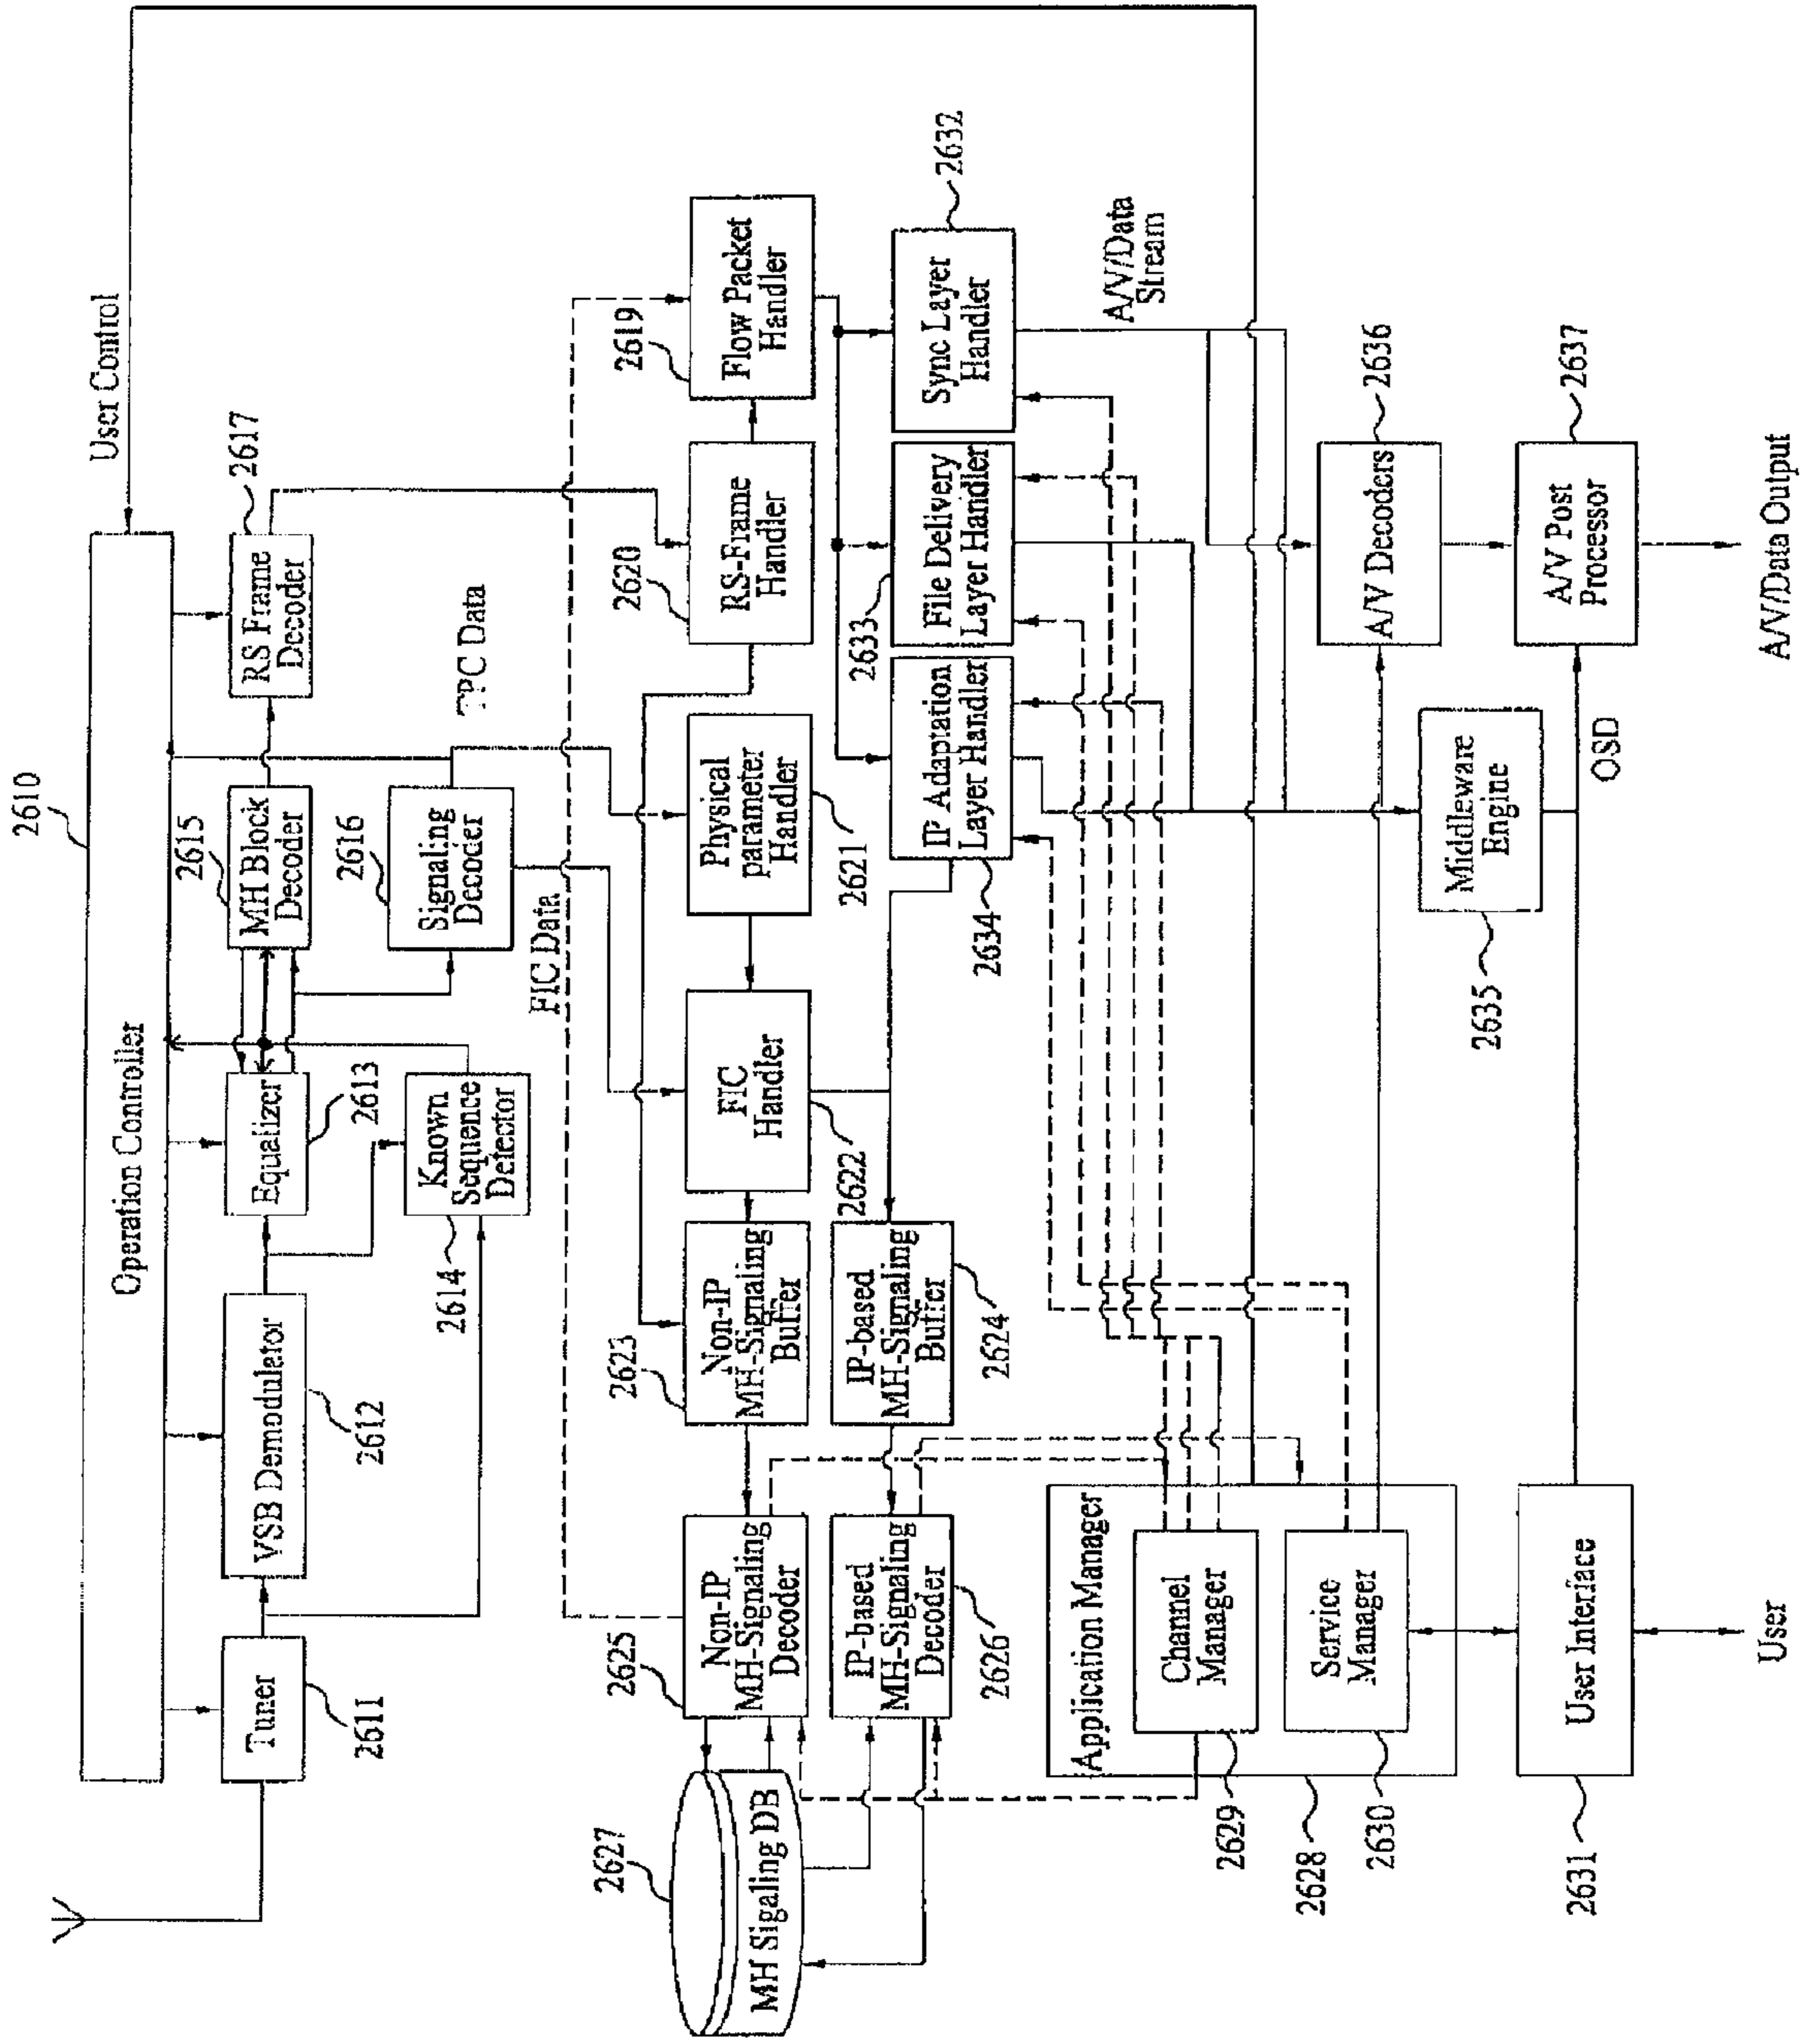 User Control
2610
Operation Controller
Tuner
2611
VSB Demodulator
2612
Equalizer
2613
Known
Sequence
Detector
2614
MH Block
Decoder
2615
Signaling
Decoder
2616
RS Frame
Decoder
2617
TPC Data
FIC Data
2627
MH Sigaling DB
Non-IP
MH-Signaling
Decoder
2625
Non-IP
MH-Signaling
Buffer
2623
FIC
Handler
2622
Physical
parameter
Handler
2621
RS-Frame
Handler
2620
Flow Packet
Handler
2619
IP-based
MH-Signaling
Decoder
2626
IP-based
MH-Signaling
Buffer
2624
IP Adaptation
Layer Handler
2634
File Delivery
Layer Handler
2633
Sync Layer
Handler
2632
A/V/Data
Stream
Application Manager
Channel
Manager
2629
2628
Service
Manager
2630
Middleware
Engine
2635
A/V Decoders
2636
User Interface
2631
OSD
A/V Post
Processor
2637
User
A/V/Data Output